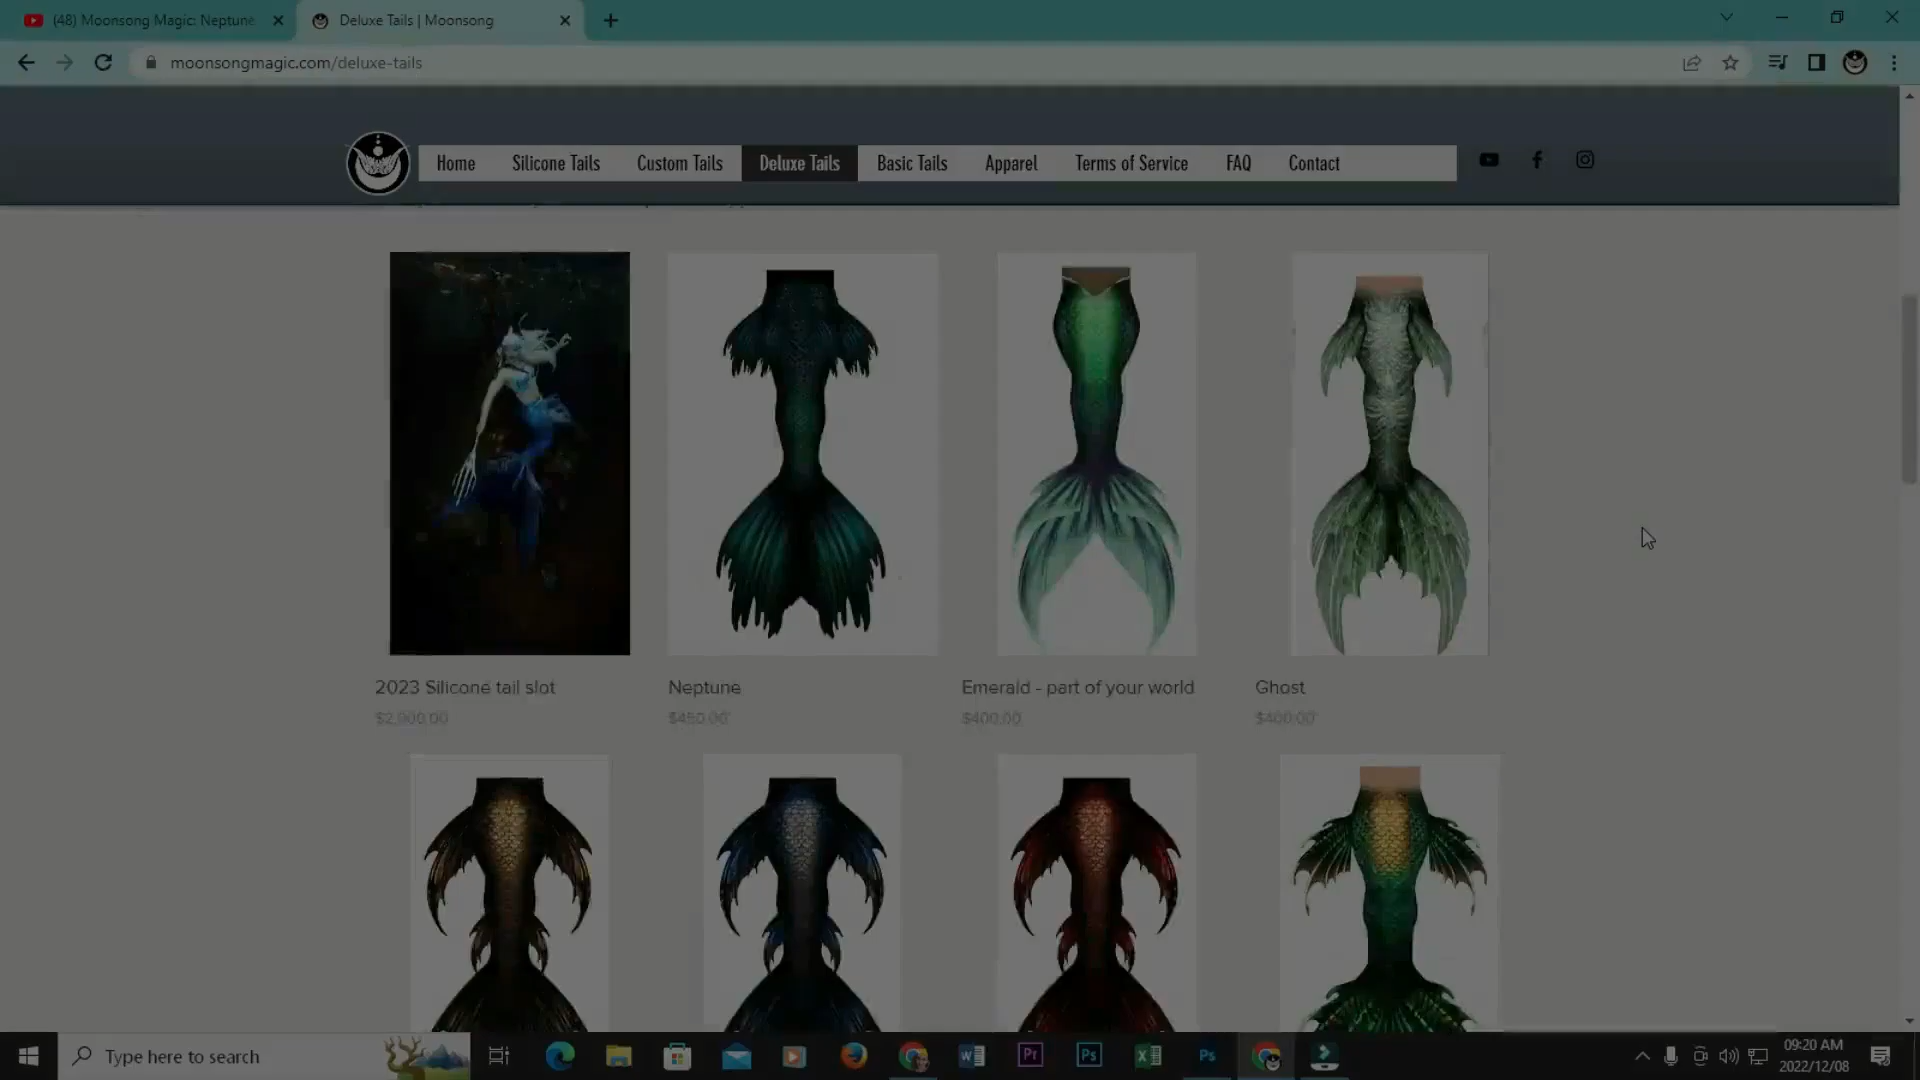 (48) Moonsong Magic: Neptune
Deluxe Tails | Moonsong
moonsongmagic.com/deluxe-tails
Home Silicone Tails Custom Tails Deluxe Tails Basic Tails Apparel Terms of Service FAQ Contact
2023 Silicone tail slot
$2,900.00
Neptune
$450.00
Emerald - part of your world
$400.00
Ghost
$400.00
Type here to search
09:20 AM
2022/12/08